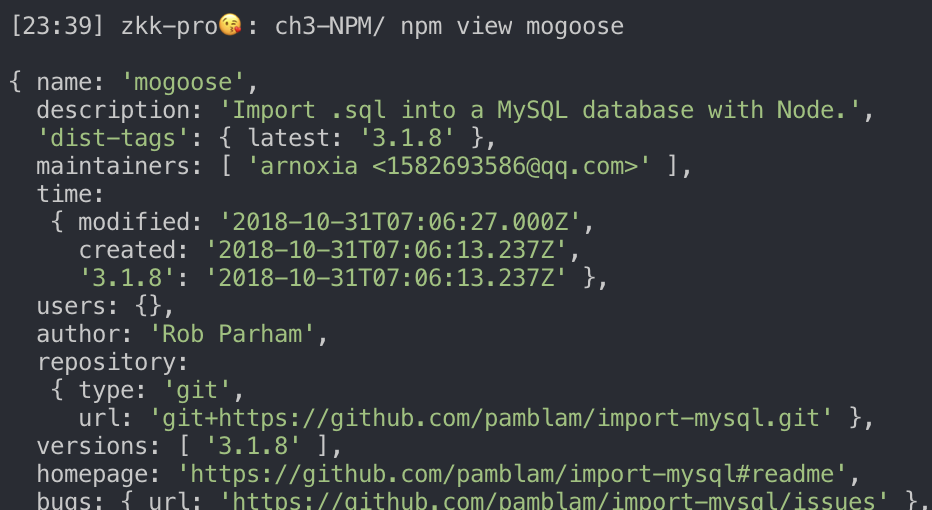 [23:39] zkk-pro😘: ch3-NPM/ npm view mogoose
{ name: 'mogoose',
description: 'Import .sql into a MySQL database with Node.',
'dist-tags': { latest: '3.1.8' },
maintainers: [ 'arnoxia <1582693586@qq.com>' ],
time:
{ modified: '2018-10-31T07:06:27.000Z',
created: '2018-10-31T07:06:13.237Z',
'3.1.8': '2018-10-31T07:06:13.237Z' },
users: {},
author: 'Rob Parham',
repository:
{ type: 'git',
url: 'git+https://github.com/pamblam/import-mysql.git' },
versions: [ '3.1.8' ],
homepage: 'https://github.com/pamblam/import-mysql#readme',
bugs: { url: 'https://github.com/pamblam/import-mysql/issues' },